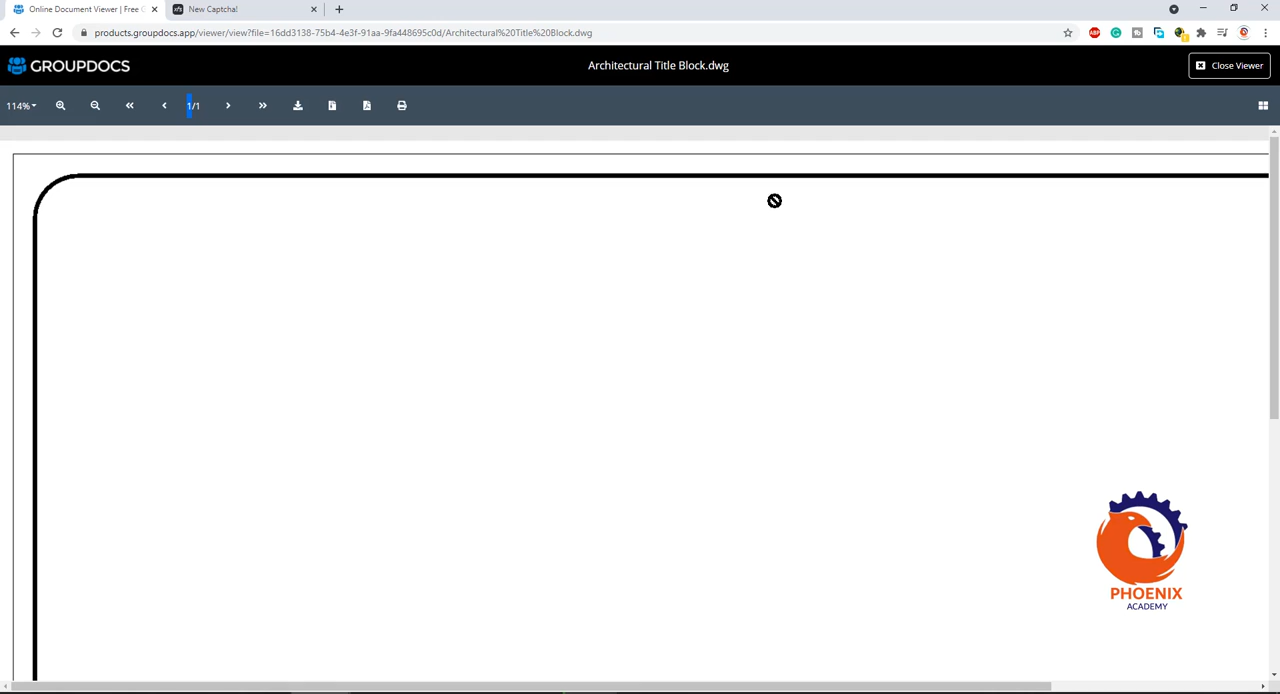 Online Document Viewer | Free C
New Captcha!
products.groupdocs.app/viewer/view?file=16dd3138-75b4-4e3f-91aa-9fa448695c0d/Architectural%20Title%20Block.dwg
ABP
GROUPDOCS
Architectural Title Block.dwg
Close Viewer
114%
1/1
PHOENIX
ACADEMY